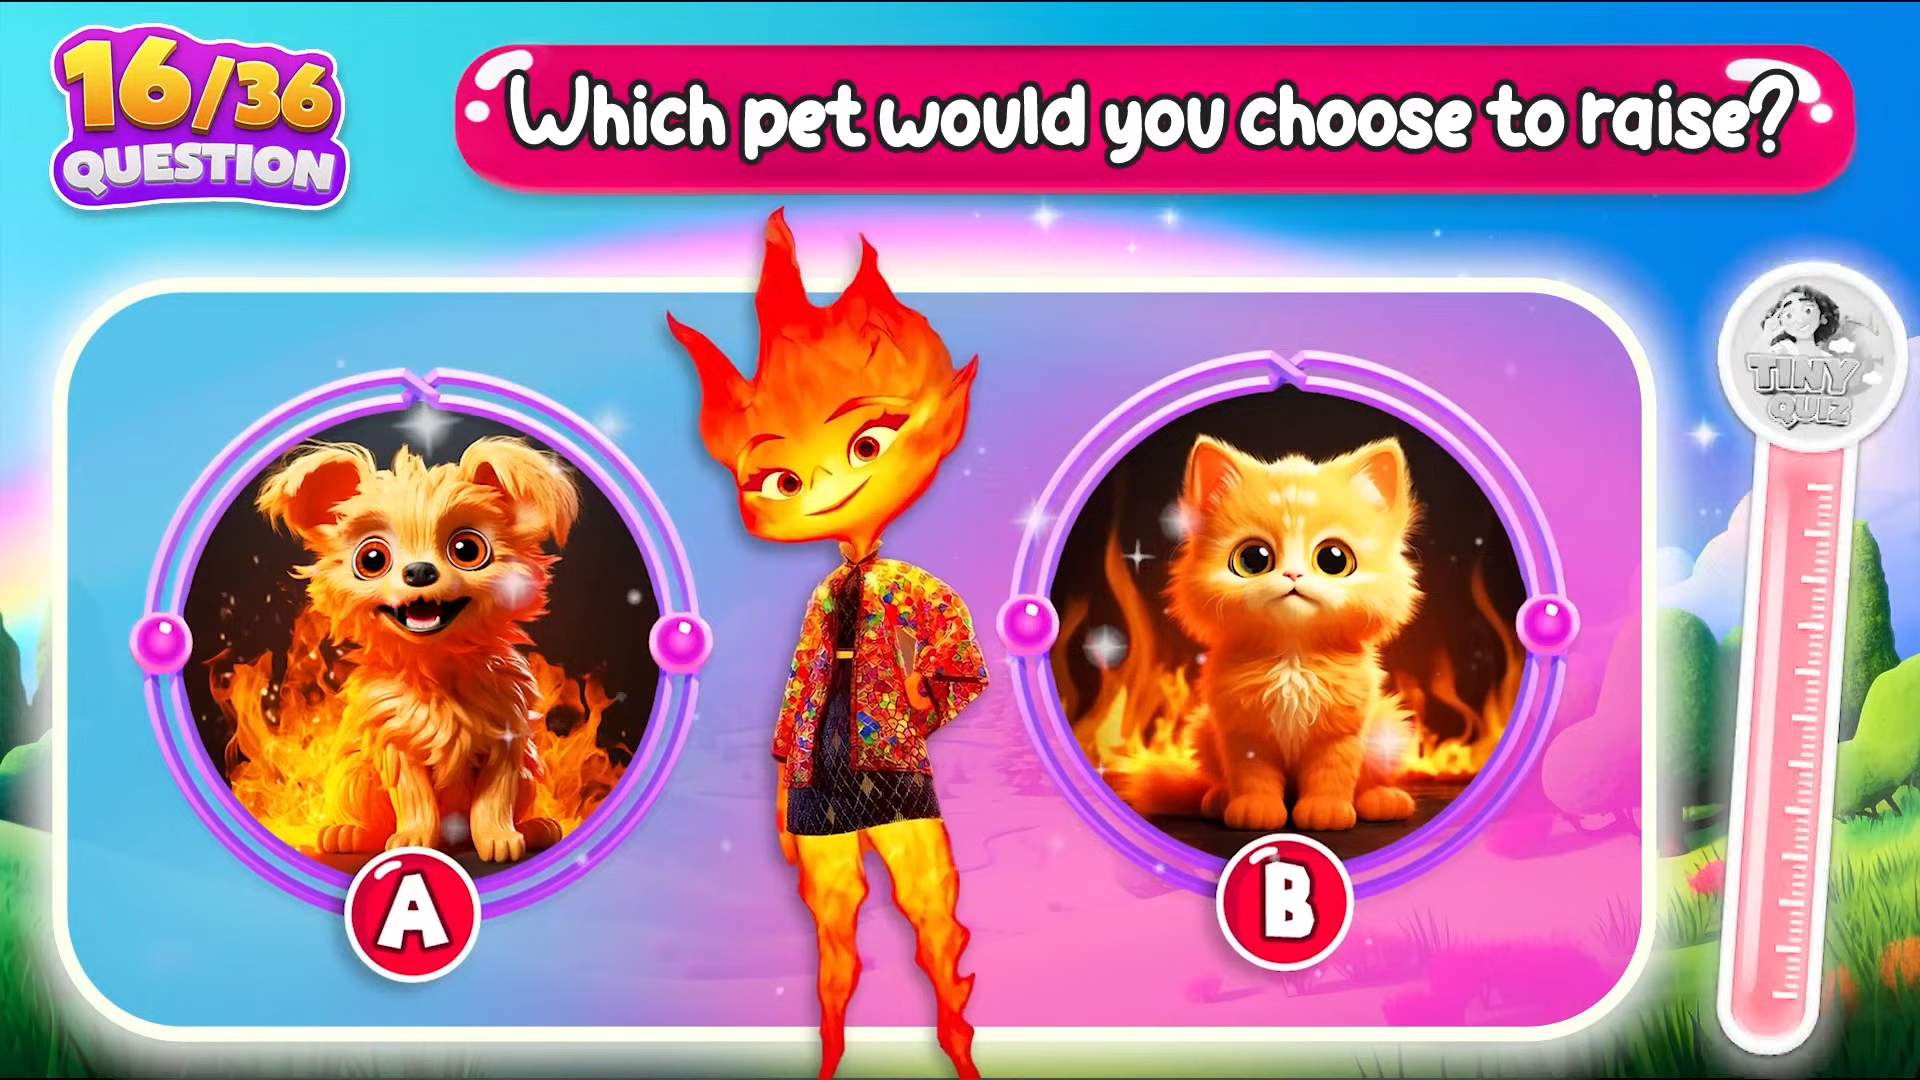 16/36
QUESTION
Which pet would you choose to raise?
TINY
QUIZ
A
B